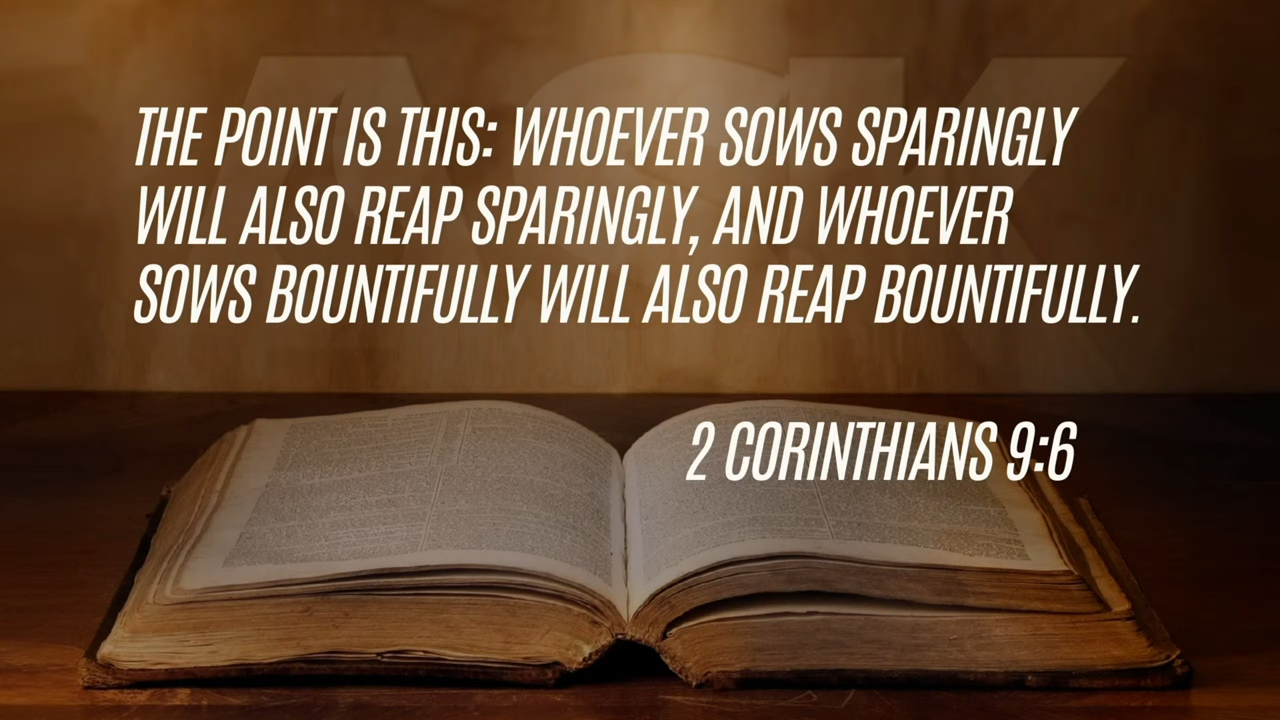 ASK
THE POINT IS THIS: WHOEVER SOWS SPARINGLY
WILL ALSO REAP SPARINGLY, AND WHOEVER
SOWS BOUNTIFULLY WILL ALSO REAP BOUNTIFULLY.
2 CORINTHIANS 9:6